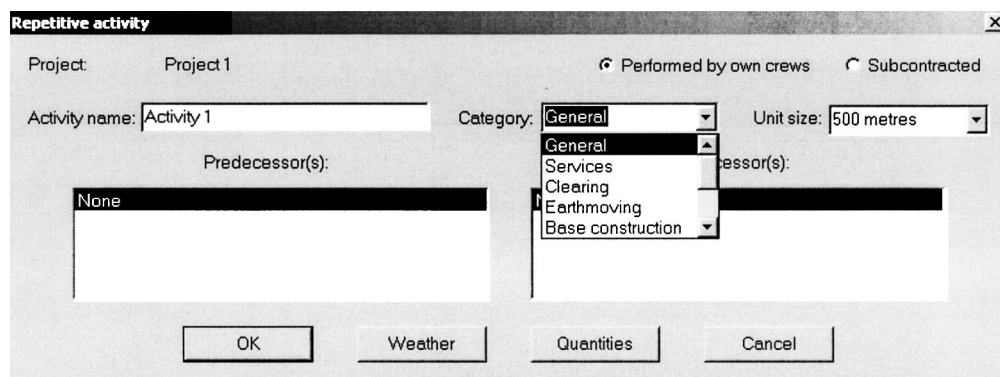 Repetitive activity
Project: Project 1 Performed by own crews Subcontracted
Activity name: Activity 1 Category: General Unit size: 500 metres
General
Services
Clearing
Earthmoving
Base construction
Predecessor(s): cessor(s):
None
OK Weather Quantities Cancel